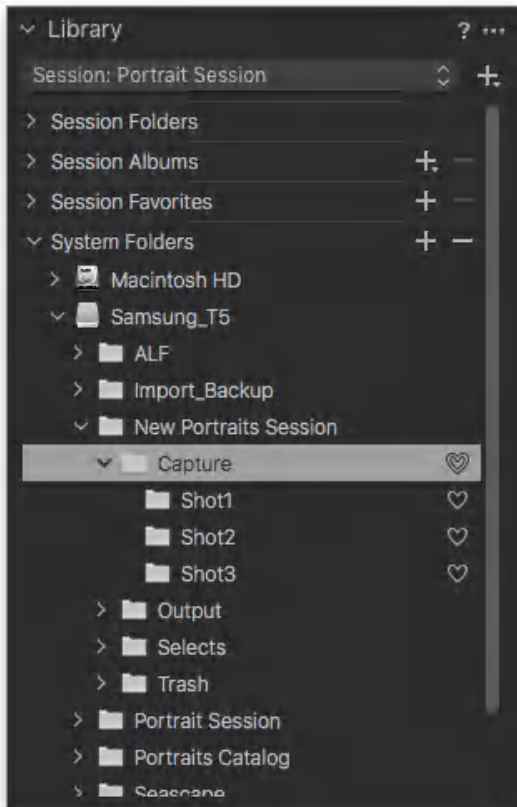 Library ? ...
Session: Portrait Session
Session Folders
Session Albums
Session Favorites
System Folders
Macintosh HD
Samsung_T5
ALF
Import_Backup
New Portraits Session
Capture
Shot1
Shot2
Shot3
Output
Selects
Trash
Portrait Session
Portraits Catalog
Seascape